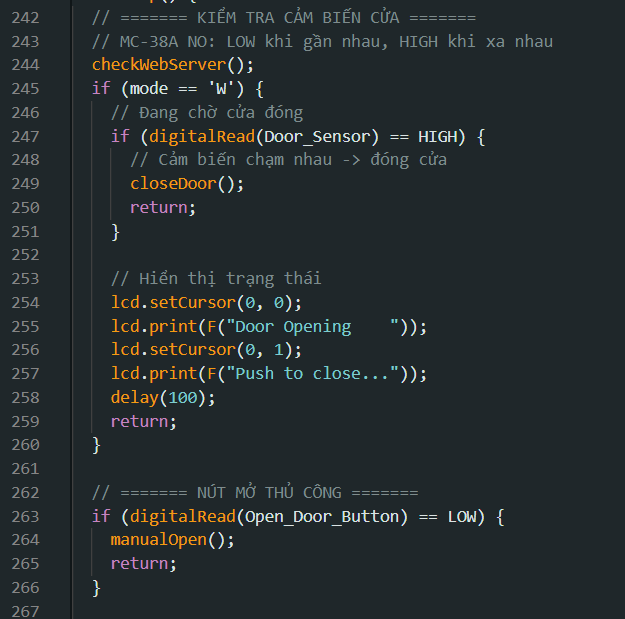 242 // ======= KIỂM TRA CẢM BIẾN CỬA =======
243 // MC-38A NO: LOW khi gần nhau, HIGH khi xa nhau
244 checkWebServer();
245 if (mode == 'W') {
246 // Đang chờ cửa đóng
247 if (digitalRead(Door_Sensor) == HIGH) {
248 // Cảm biến chạm nhau -> đóng cửa
249 closeDoor();
250 return;
251 }
252
253 // Hiển thị trạng thái
254 lcd.setCursor(0, 0);
255 lcd.print(F("Door Opening    "));
256 lcd.setCursor(0, 1);
257 lcd.print(F("Push to close..."));
258 delay(100);
259 return;
260 }
261
262 // ======= NÚT MỞ THỦ CÔNG =======
263 if (digitalRead(Open_Door_Button) == LOW) {
264 manualOpen();
265 return;
266 }
267